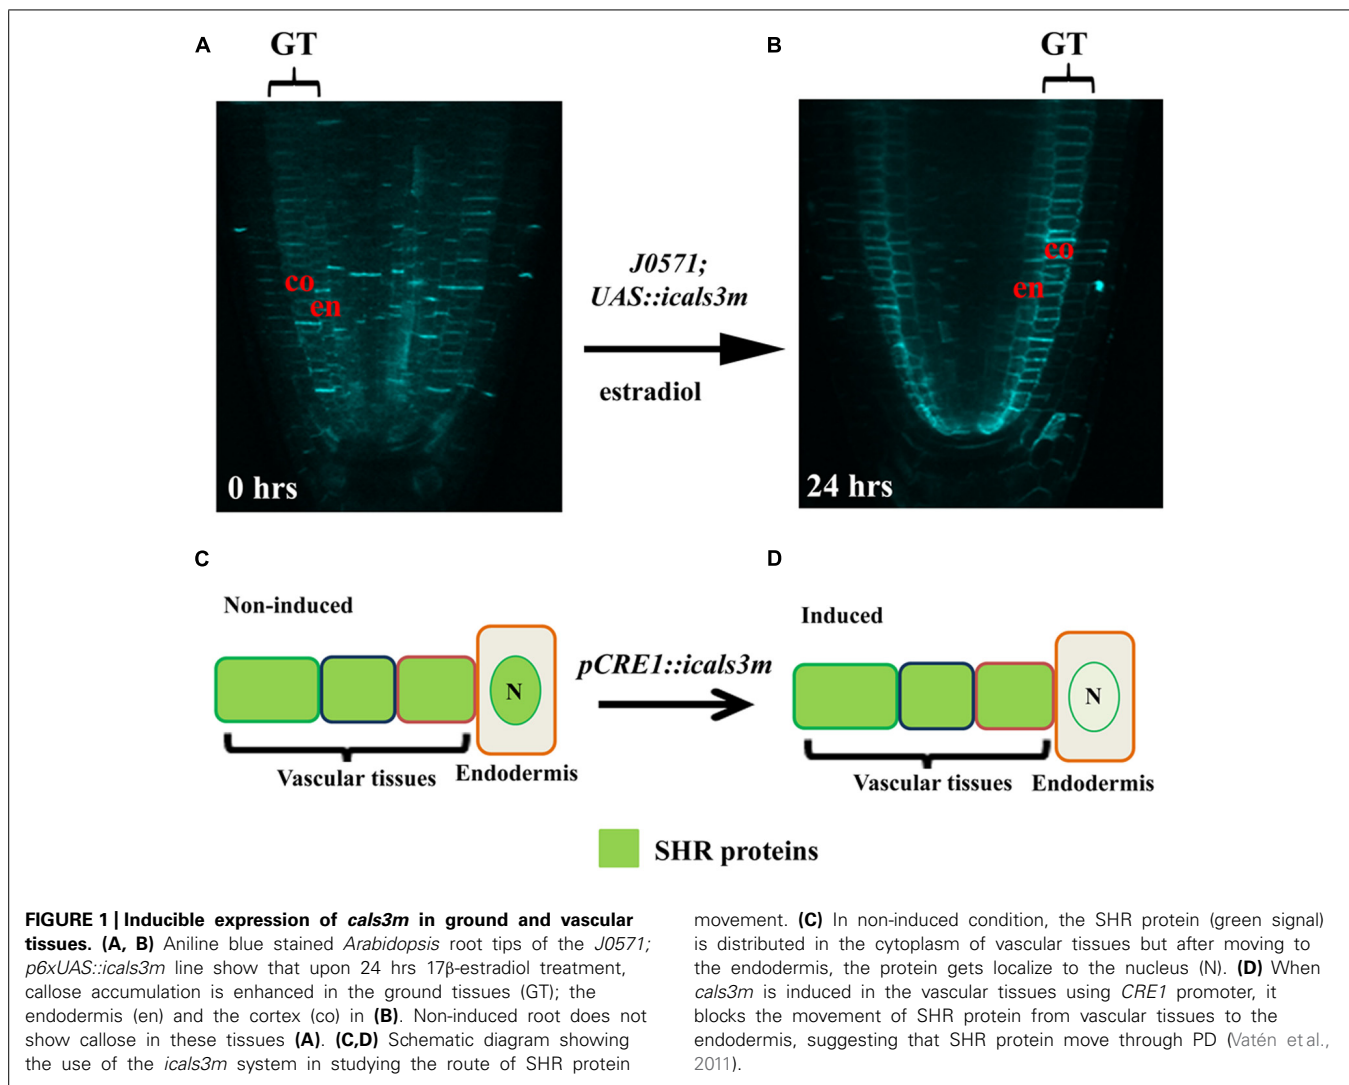 A
GT
B
GT
co
en
0 hrs
J0571;
UAS::icals3m
estradiol
co
en
24 hrs
C
Non-induced
N
Vascular tissues
Endodermis
pCRE1::icals3m
D
Induced
N
Vascular tissues
Endodermis
SHR proteins
FIGURE 1 | Inducible expression of cals3m in ground and vascular
tissues. (A, B) Aniline blue stained Arabidopsis root tips of the J0571;
p6xUAS::icals3m line show that upon 24 hrs 17β-estradiol treatment,
callose accumulation is enhanced in the ground tissues (GT); the
endodermis (en) and the cortex (co) in (B). Non-induced root does not
show callose in these tissues (A). (C,D) Schematic diagram showing
the use of the icals3m system in studying the route of SHR protein
movement. (C) In non-induced condition, the SHR protein (green signal)
is distributed in the cytoplasm of vascular tissues but after moving to
the endodermis, the protein gets localize to the nucleus (N). (D) When
cals3m is induced in the vascular tissues using CRE1 promoter, it
blocks the movement of SHR protein from vascular tissues to the
endodermis, suggesting that SHR protein move through PD (Vatén et al.,
2011).